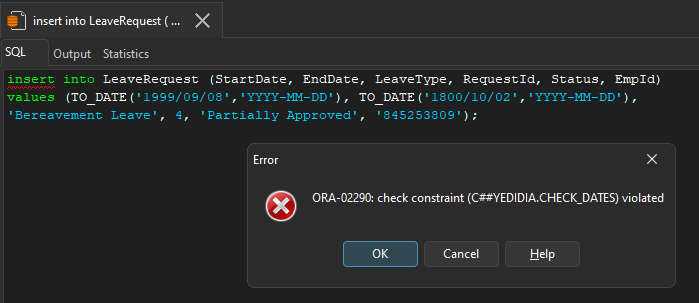 insert into LeaveRequest ( ...
SQL Output Statistics
insert into LeaveRequest (StartDate, EndDate, LeaveType, RequestId, Status, EmpId)
values (TO_DATE('1999/09/08','YYYY-MM-DD'), TO_DATE('1800/10/02','YYYY-MM-DD'),
'Bereavement Leave', 4, 'Partially Approved', '845253809');
Error
ORA-02290: check constraint (C##YEDIDIA.CHECK_DATES) violated
OK Cancel Help